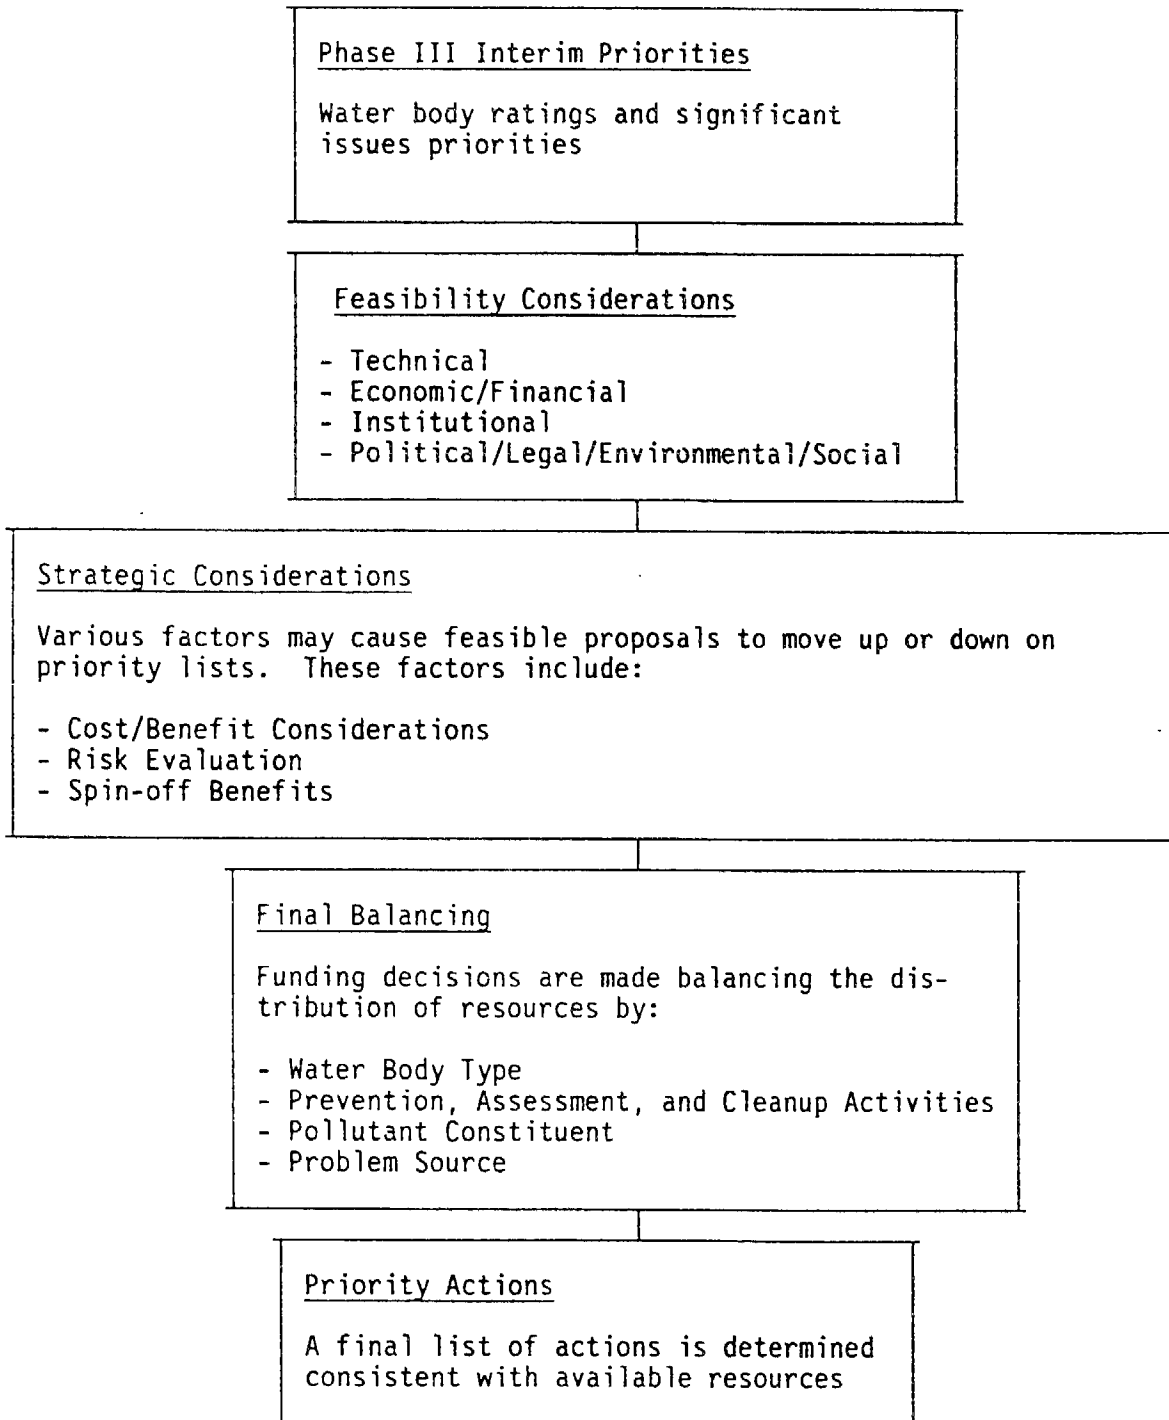 Phase III Interim Priorities
Water body ratings and significant
issues priorities
Feasibility Considerations
- Technical
- Economic/Financial
- Institutional
- Political/Legal/Environmental/Social
Strategic Considerations
Various factors may cause feasible proposals to move up or down on
priority lists.  These factors include:
- Cost/Benefit Considerations
- Risk Evaluation
- Spin-off Benefits
Final Balancing
Funding decisions are made balancing the dis-
tribution of resources by:
- Water Body Type
- Prevention, Assessment, and Cleanup Activities
- Pollutant Constituent
- Problem Source
Priority Actions
A final list of actions is determined
consistent with available resources